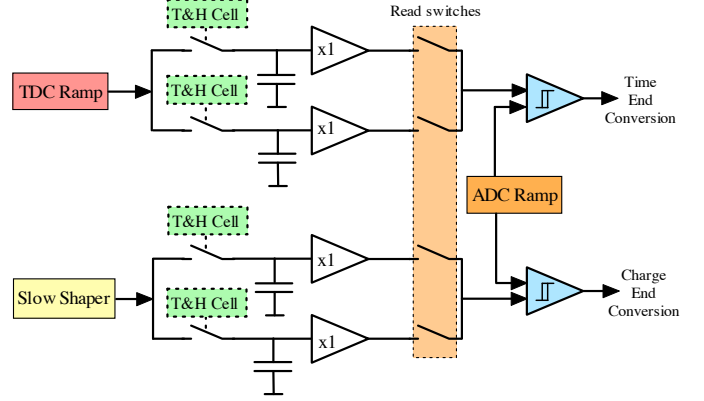 T&H Cell
Read switches
x1
TDC Ramp
T&H Cell
x1
Time
End
Conversion
ADC Ramp
T&H Cell
x1
Slow Shaper
T&H Cell
x1
Charge
End
Conversion